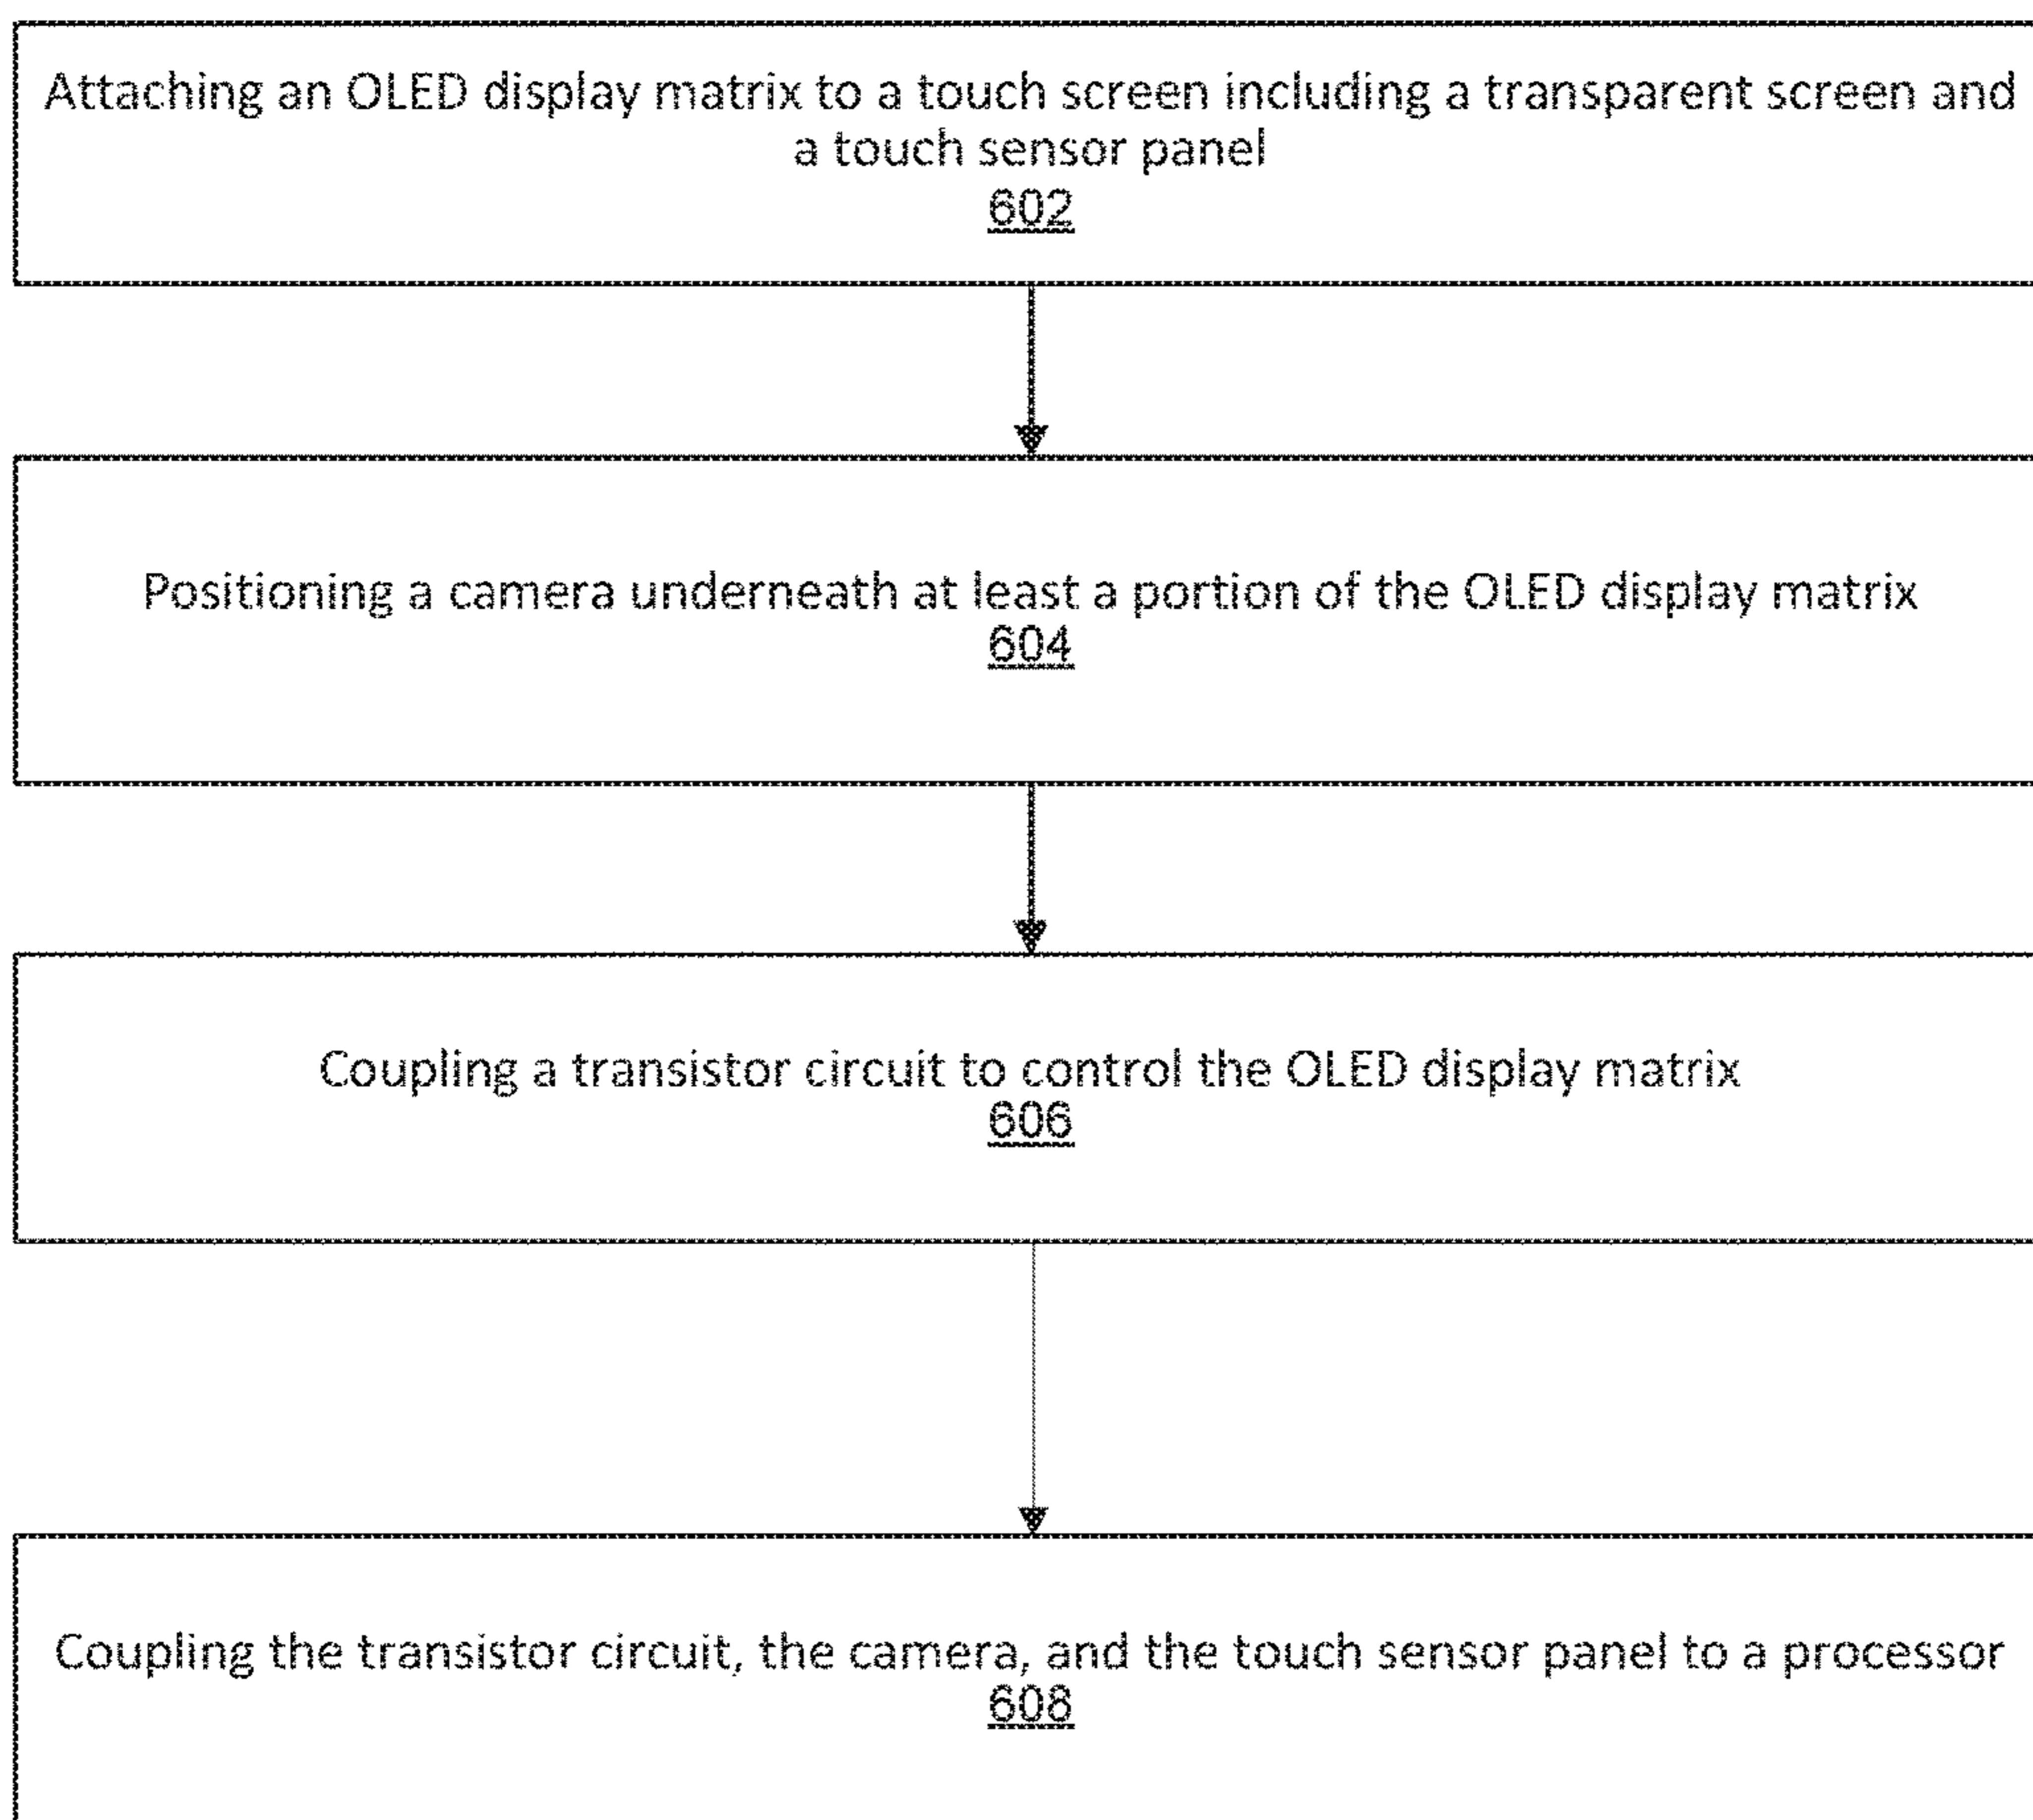 Attaching an OLED display matrix to a touch screen including a transparent screen and
a touch sensor panel
602
Positioning a camera underneath at least a portion of the OLED display matrix
604
Coupling a transistor circuit to control the OLED display matrix
606
Coupling the transistor circuit, the camera, and the touch sensor panel to a processor
608